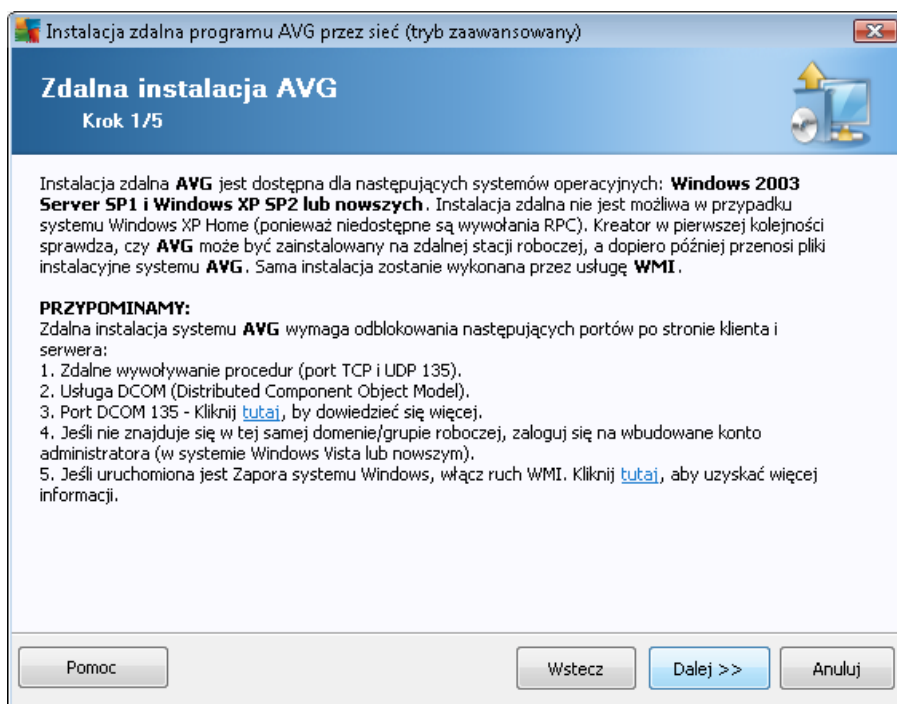 Instalacja zdalna programu AVG przez sieć (tryb zaawansowany)
Zdalna instalacja AVG
Krok 1/5
Instalacja zdalna AVG jest dostępna dla następujących systemów operacyjnych: Windows 2003
Server SP1 i Windows XP SP2 lub nowszych. Instalacja zdalna nie jest możliwa w przypadku
systemu Windows XP Home (ponieważ niedostępne są wywołania RPC). Kreator w pierwszej kolejności
sprawdza, czy AVG może być zainstalowany na zdalnej stacji roboczej, a dopiero później przenosi pliki
instalacyjne systemu AVG. Sama instalacja zostanie wykonana przez usługę WMI.
PRZYPOMINAMY:
Zdalna instalacja systemu AVG wymaga odblokowania następujących portów po stronie klienta i
serwera:
1. Zdalne wywoływanie procedur (port TCP i UDP 135).
2. Usługa DCOM (Distributed Component Object Model).
3. Port DCOM 135 - Kliknij tutaj, by dowiedzieć się więcej.
4. Jeśli nie znajduje się w tej samej domenie/grupie roboczej, zaloguj się na wbudowane konto
administratora (w systemie Windows Vista lub nowszym).
5. Jeśli uruchomiona jest Zapora systemu Windows, włącz ruch WMI. Kliknij tutaj, aby uzyskać więcej
informacji.
Pomoc
Wstecz
Dalej >>
Anuluj